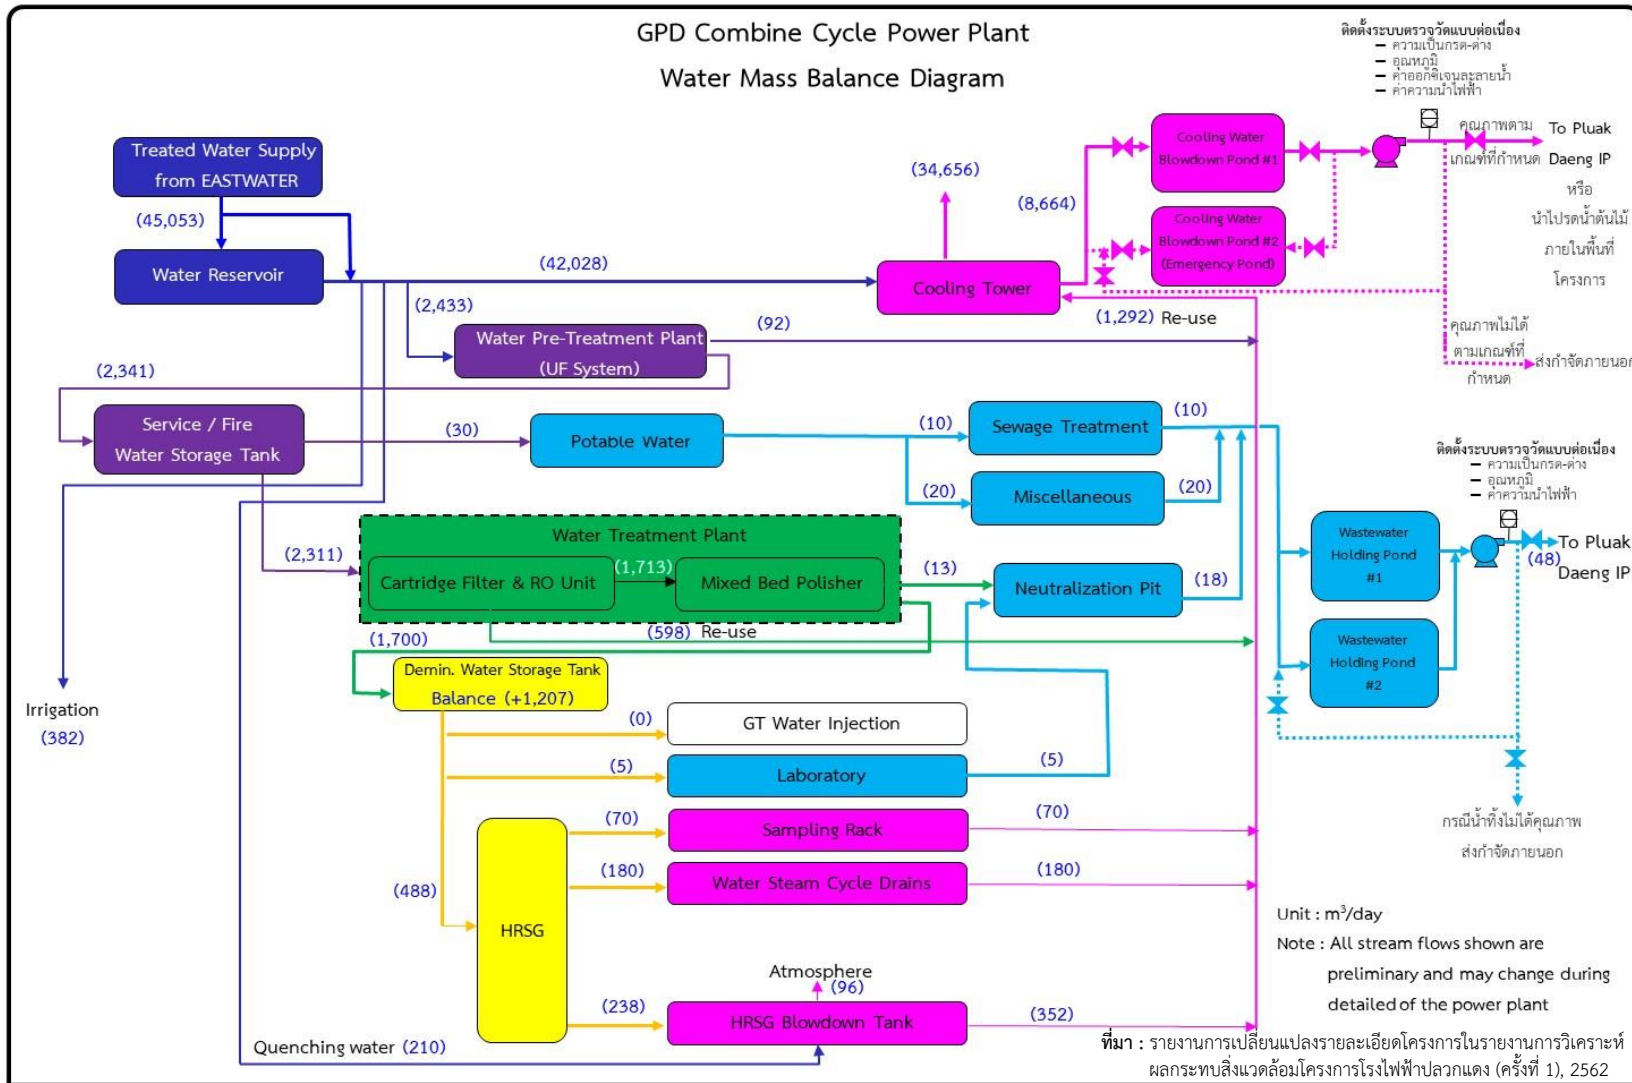 GPD Combine Cycle Power Plant
Water Mass Balance Diagram
ติดตั้งระบบตรวจวัดแบบต่อเนื่อง
– ความเป็นกรด-ด่าง
– อุณหภูมิ
– ค่าออกซิเจนละลายน้ำ
– ค่าความนำไฟฟ้า
Treated Water Supply
from EASTWATER
(45,053)
Water Reservoir
(42,028)
(34,656)
Cooling Tower
(8,664)
Cooling Water
Blowdown Pond #1
Cooling Water
Blowdown Pond #2
(Emergency Pond)
คุณภาพตาม
เกณฑ์ที่กำหนด
To Pluak
Daeng IP
หรือ
นำไปรดน้ำต้นไม้
ภายในพื้นที่
โครงการ
(2,433)
Water Pre-Treatment Plant
(UF System)
(92)
(1,292) Re-use
คุณภาพไม่ได้
ตามเกณฑ์ที่
กำหนด
ส่งกำจัดภายนอก
(2,341)
Service / Fire
Water Storage Tank
(30)
Potable Water
(10)
Sewage Treatment
(10)
(20)
Miscellaneous
(20)
ติดตั้งระบบตรวจวัดแบบต่อเนื่อง
– ความเป็นกรด-ด่าง
– อุณหภูมิ
– ค่าความนำไฟฟ้า
Water Treatment Plant
(2,311)
Cartridge Filter & RO Unit
(1,713)
Mixed Bed Polisher
(13)
Neutralization Pit
(18)
Wastewater
Holding Pond
#1
(48)
To Pluak
Daeng IP
Wastewater
Holding Pond
#2
(1,700)
(598) Re-use
Demin. Water Storage Tank
Balance (+1,207)
Irrigation
(382)
(0)
GT Water Injection
(5)
Laboratory
(5)
กรณีน้ำทิ้งไม่ได้คุณภาพ
ส่งกำจัดภายนอก
(70)
Sampling Rack
(70)
(488)
HRSG
(180)
Water Steam Cycle Drains
(180)
Atmosphere
(96)
(238)
HRSG Blowdown Tank
(352)
Quenching water (210)
Unit : m³/day
Note : All stream flows shown are
preliminary and may change during
detailed of the power plant
ที่มา : รายงานการเปลี่ยนแปลงรายละเอียดโครงการในรายงานการวิเคราะห์
ผลกระทบสิ่งแวดล้อมโครงการโรงไฟฟ้าปลวกแดง (ครั้งที่ 1), 2562